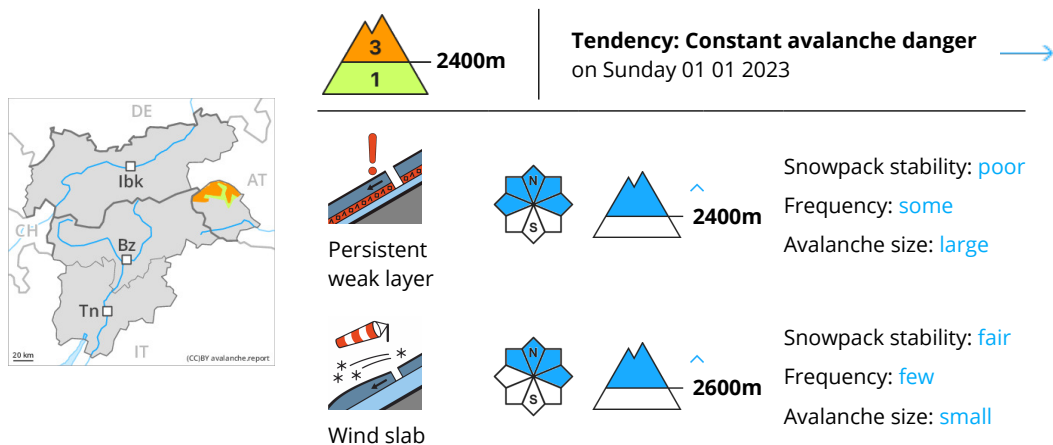 3
1
2400m
Tendency: Constant avalanche danger
on Sunday 01 01 2023
DE
Ibk
AT
CH
Bz
Tn
IT
20 km
(CC)BY avalanche.report
N
S
2400m
Persistent
weak layer
Snowpack stability: poor
Frequency: some
Avalanche size: large
N
S
2600m
Wind slab
Snowpack stability: fair
Frequency: few
Avalanche size: small